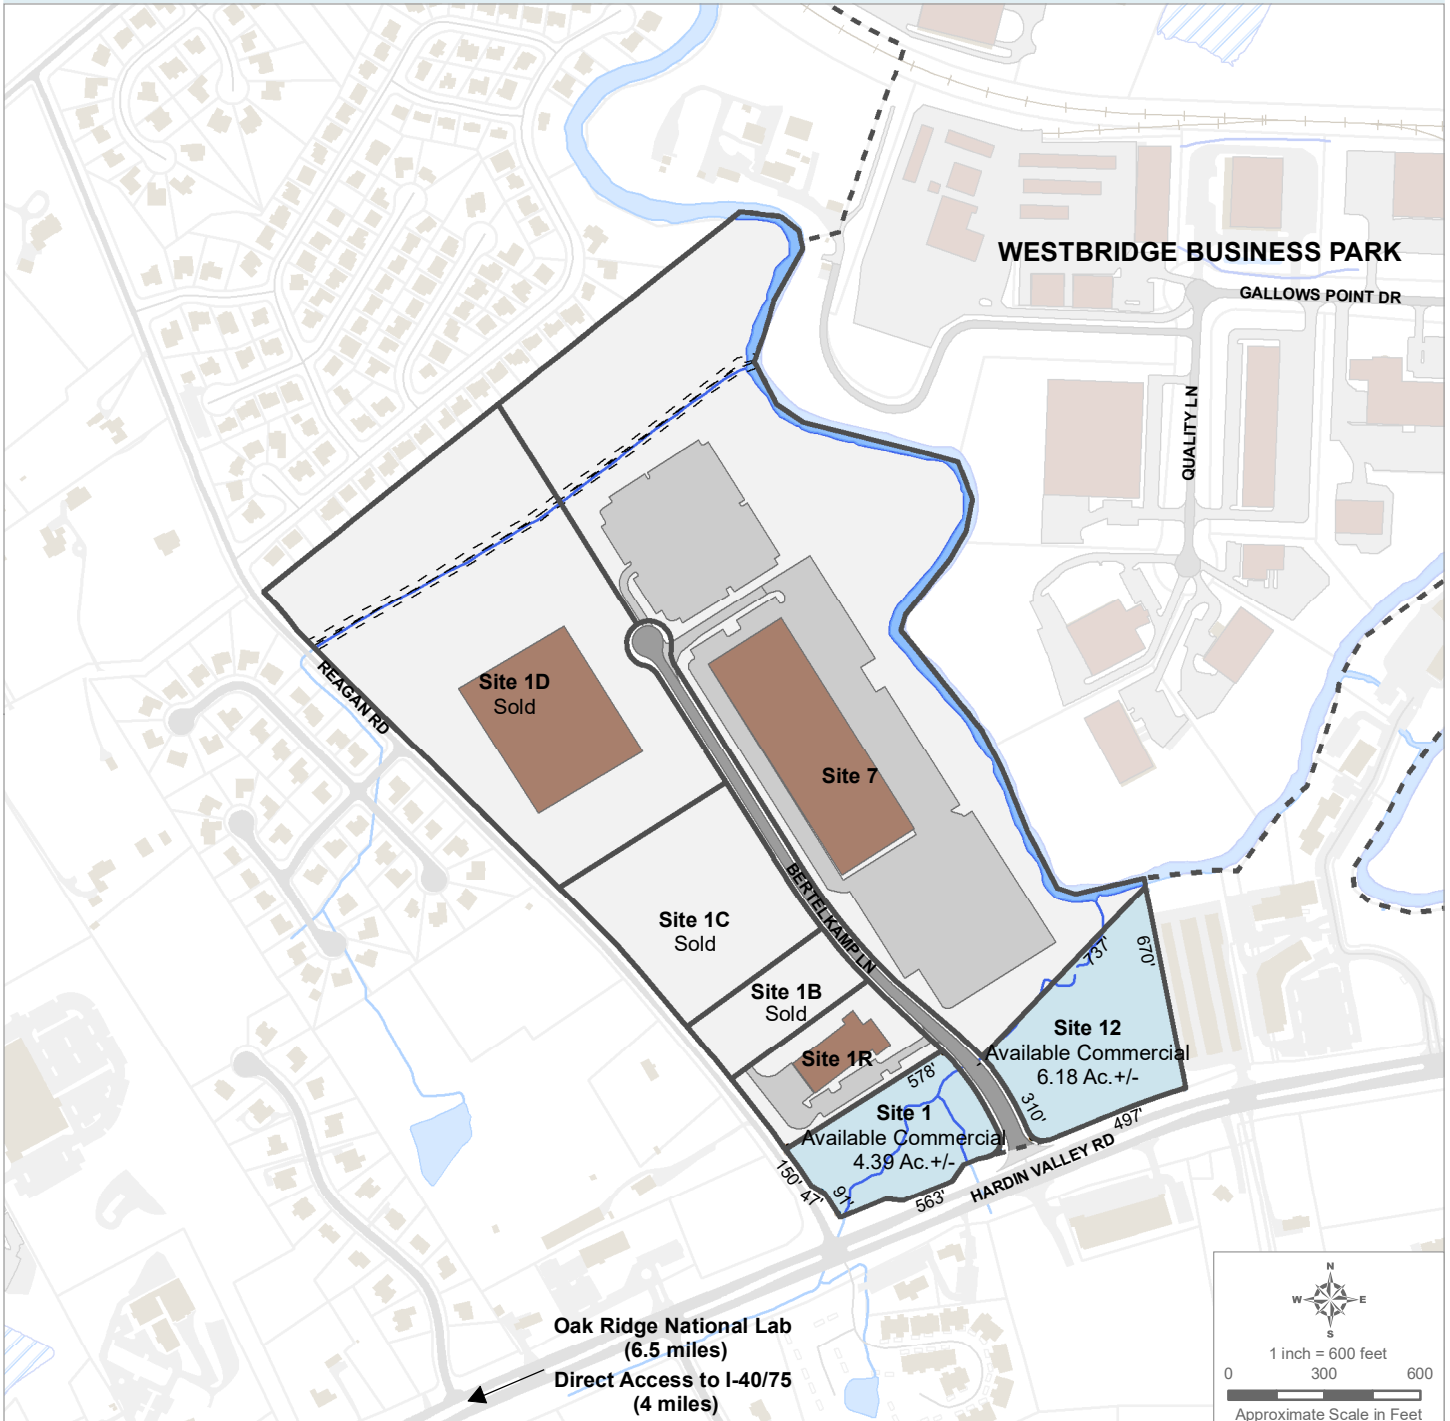 WESTBRIDGE BUSINESS PARK
GALLOWS POINT DR
QUALITY LN
REAGAN RD
Site 1D
Sold
Site 7
BERTELKAMP LN
Site 1C
Sold
Site 1B
Sold
Site 1R
737'
670'
Site 12
Available Commercial
6.18 Ac.+/-
578'
310'
497'
Site 1
Available Commercial
4.39 Ac.+/-
150'
47'
91'
563'
HARDIN VALLEY RD
Oak Ridge National Lab
(6.5 miles)
Direct Access to I-40/75
(4 miles)
N
W
E
S
1 inch = 600 feet
0 300 600
Approximate Scale in Feet